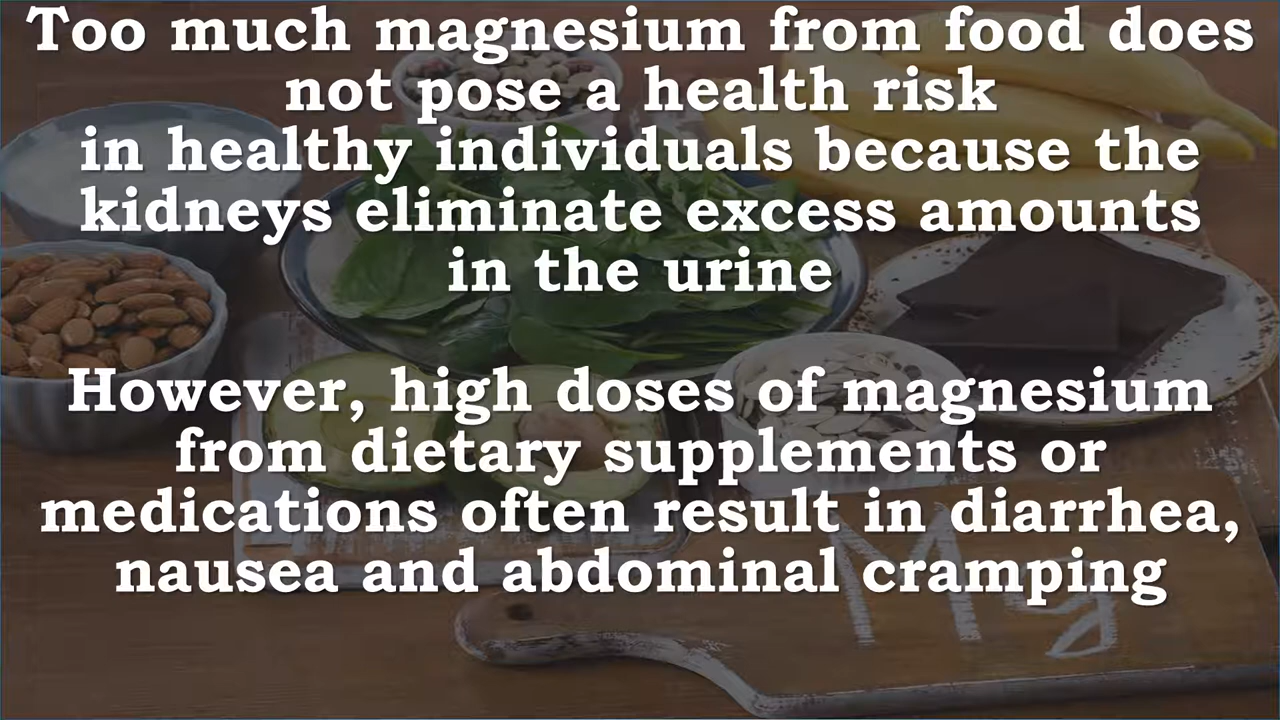 Too much magnesium from food does
not pose a health risk
in healthy individuals because the
kidneys eliminate excess amounts
in the urine
However, high doses of magnesium
from dietary supplements or
medications often result in diarrhea,
nausea and abdominal cramping
Mg